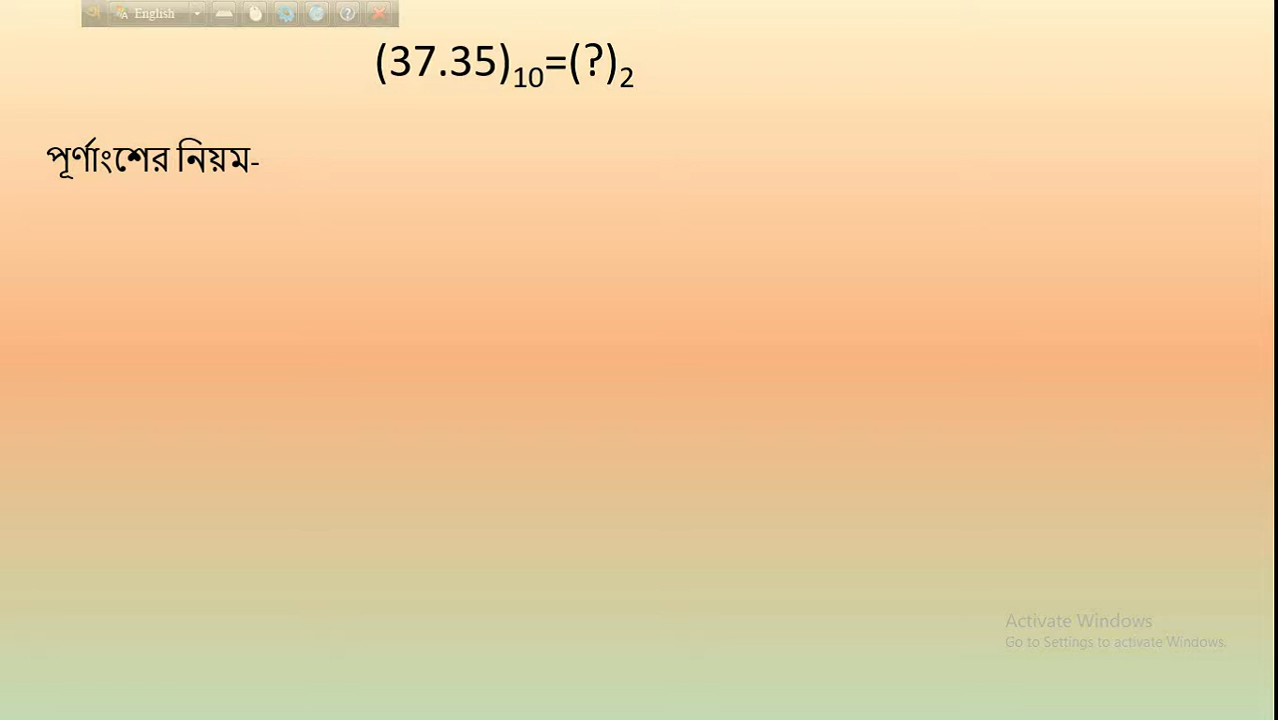 English
(37.35)₁₀=(?)₂
পূর্ণাংশের নিয়ম-
Activate Windows
Go to Settings to activate Windows.